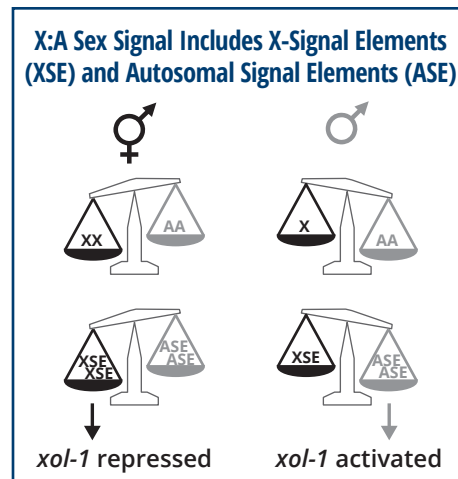 X:A Sex Signal Includes X-Signal Elements
(XSE) and Autosomal Signal Elements (ASE)
XX AA X AA
XSE XSE ASE ASE XSE ASE ASE
xol-1 repressed xol-1 activated